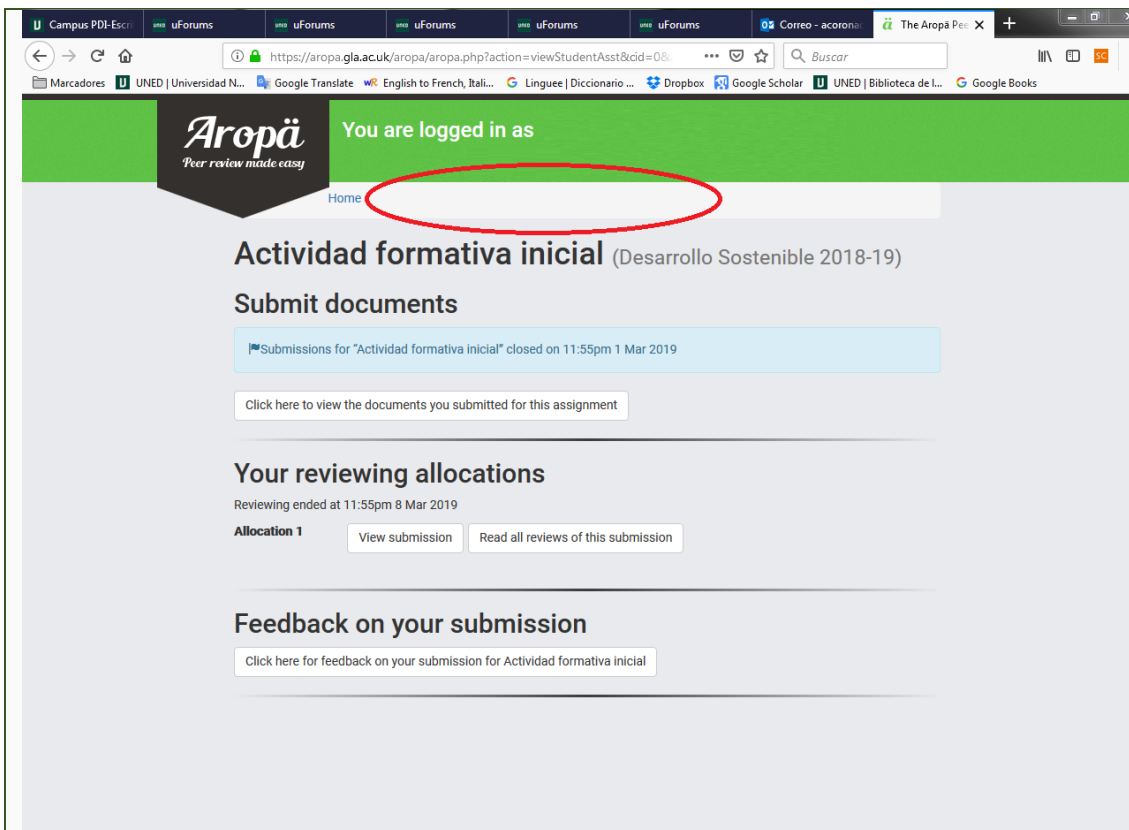 Campus PDI-Escri uForums uForums uForums uForums uForums Correo - acorona The Aropä Pee
https://aropa.gla.ac.uk/aropa/aropa.php?action=viewStudentAsst&cid=08 Buscar SC
Marcadores UNED | Universidad N... Google Translate English to French, Itali... Linguee | Diccionario ... Dropbox Google Scholar UNED | Biblioteca de l... Google Books
Aropä
Peer review made easy
You are logged in as
Home
Actividad formativa inicial (Desarrollo Sostenible 2018-19)
Submit documents
Submissions for "Actividad formativa inicial" closed on 11:55pm 1 Mar 2019
Click here to view the documents you submitted for this assignment
Your reviewing allocations
Reviewing ended at 11:55pm 8 Mar 2019
Allocation 1 View submission Read all reviews of this submission
Feedback on your submission
Click here for feedback on your submission for Actividad formativa inicial